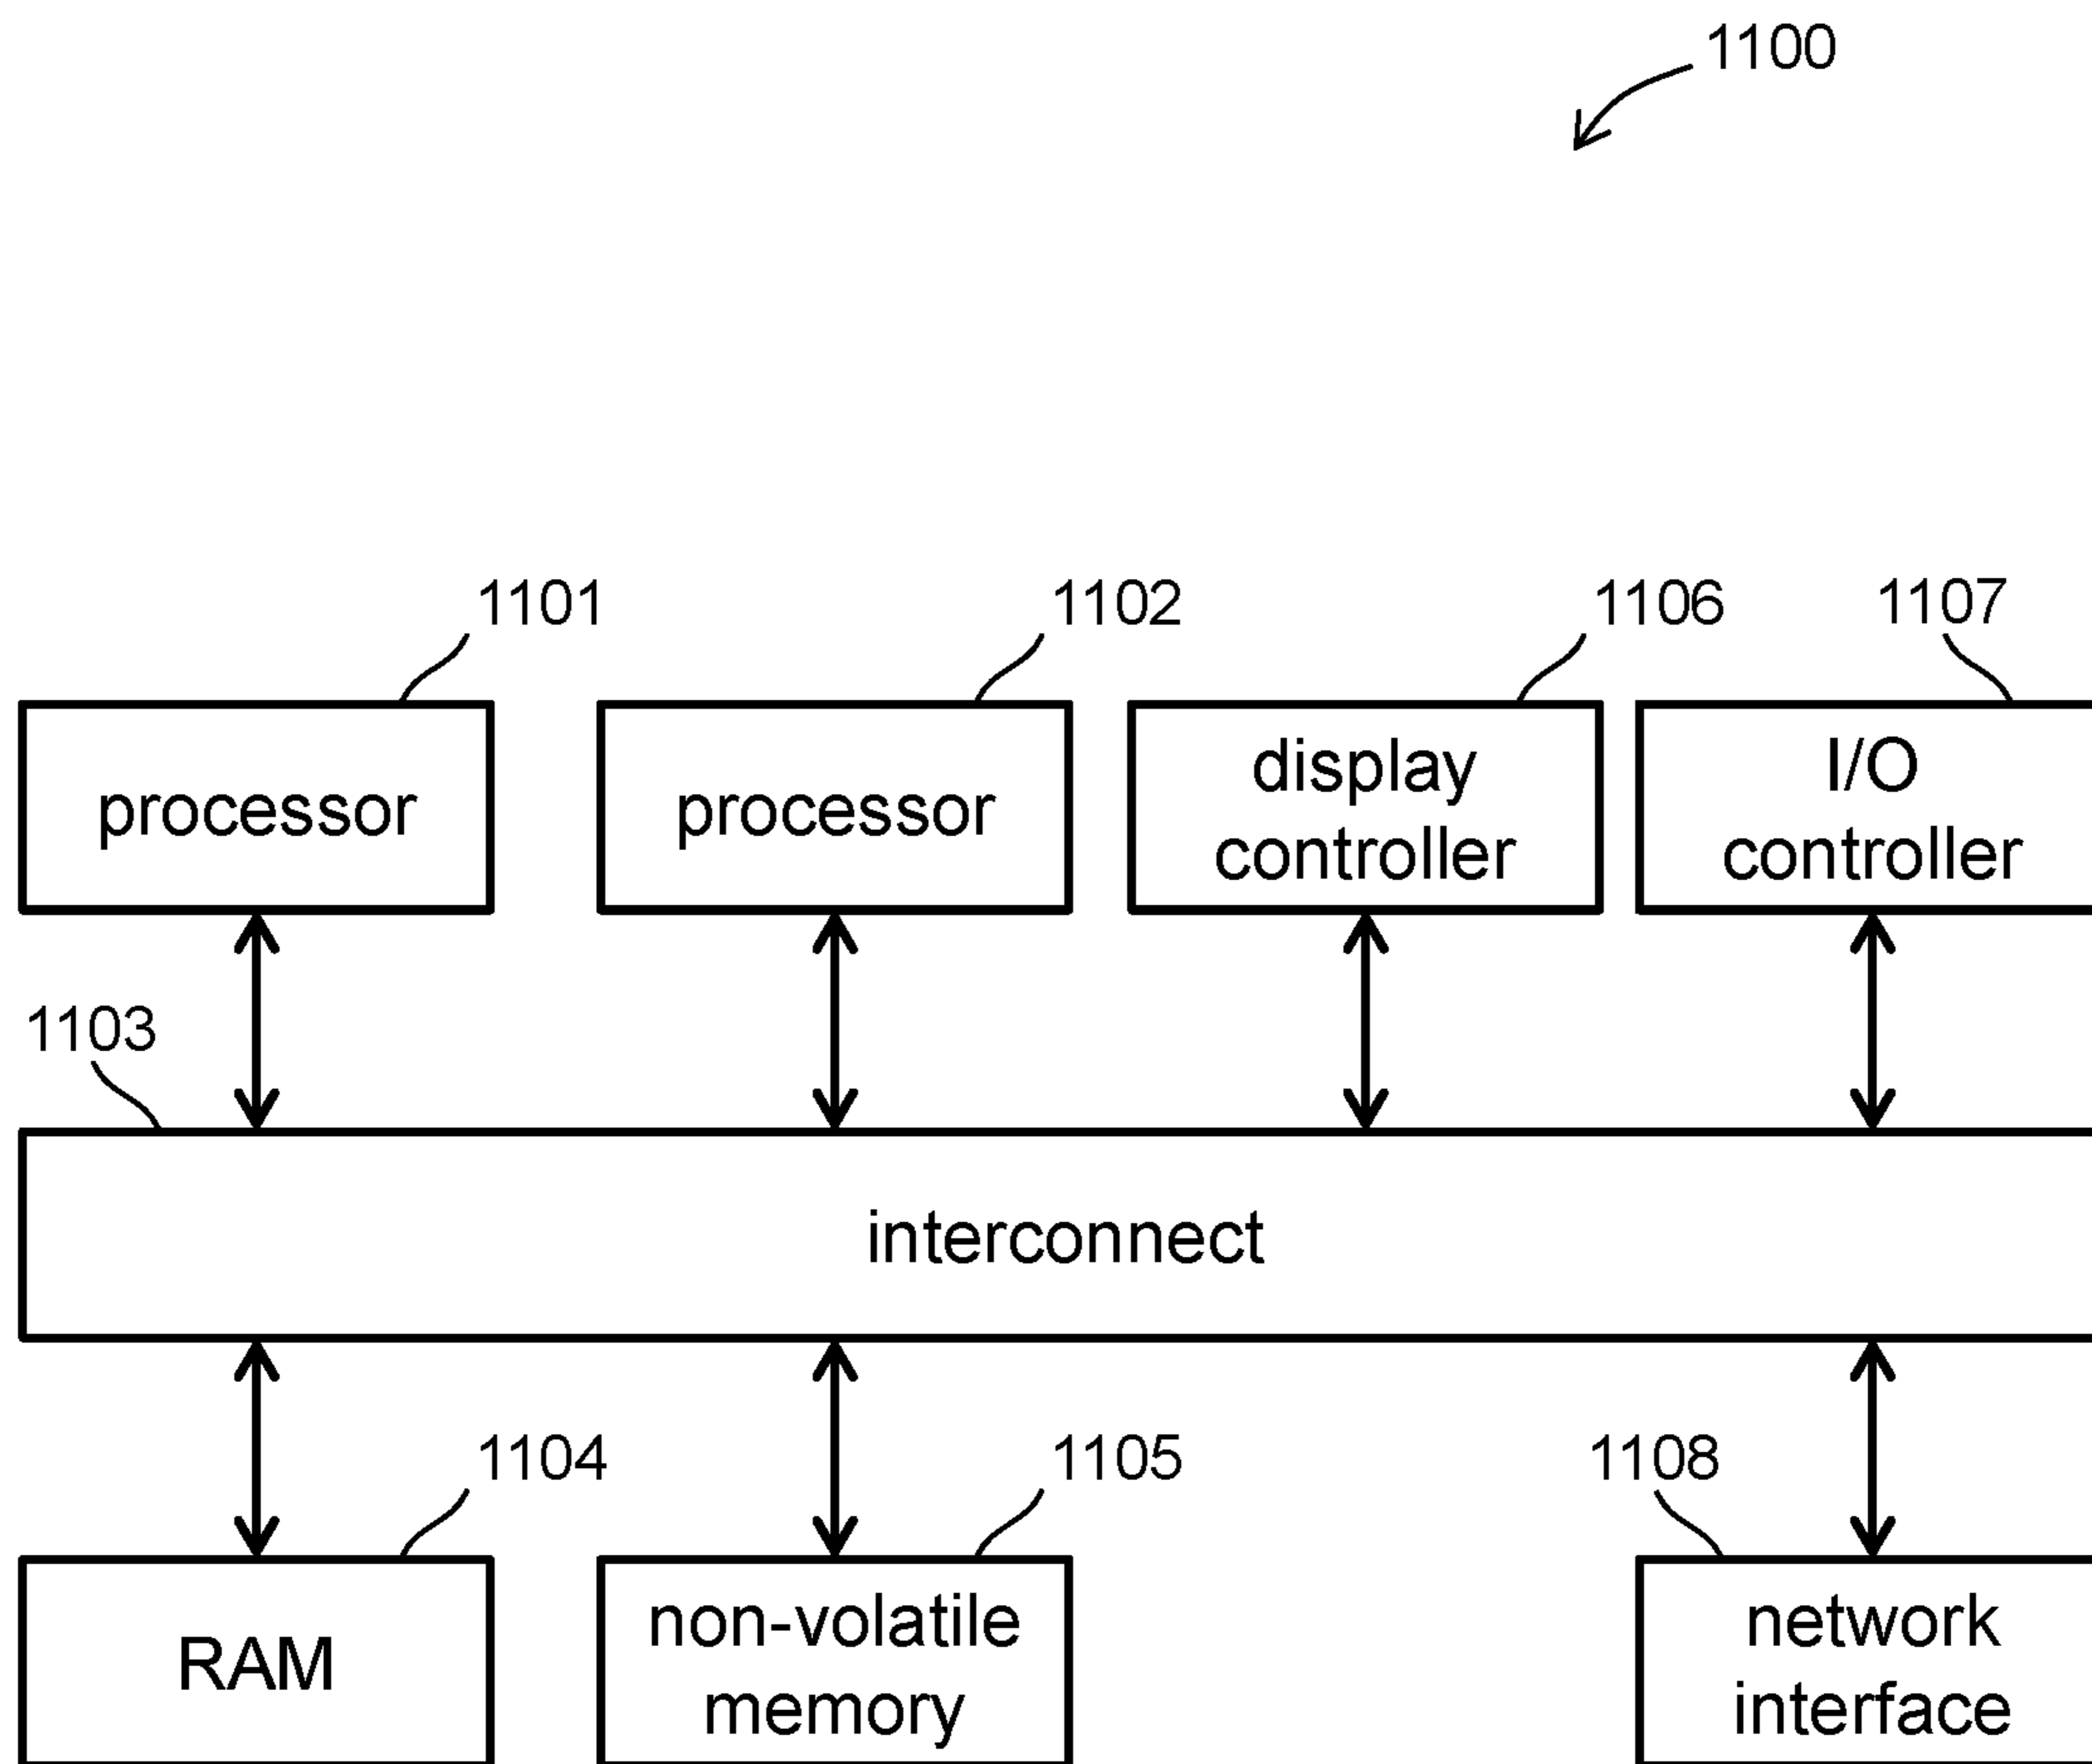 1100
1101
1102
1106
1107
processor
processor
display
controller
I/O
controller
1103
interconnect
1104
1105
1108
RAM
non-volatile
memory
network
interface